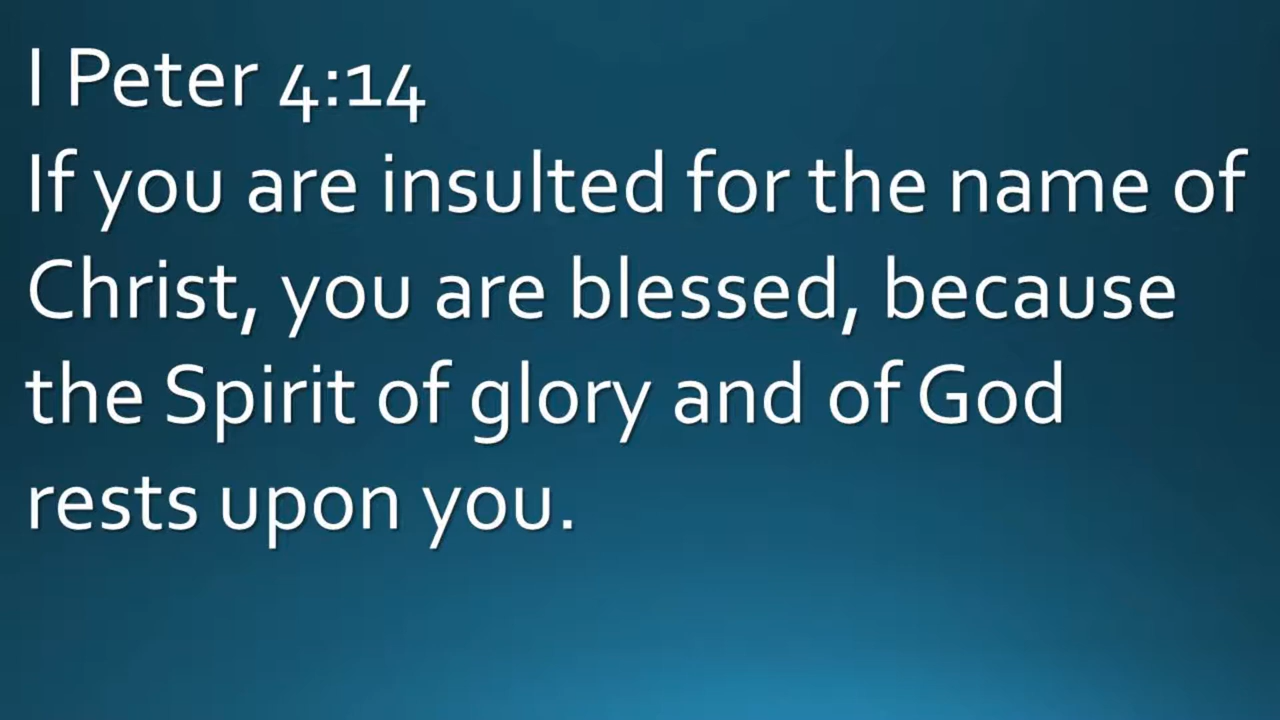 I Peter 4:14
If you are insulted for the name of
Christ, you are blessed, because
the Spirit of glory and of God
rests upon you.